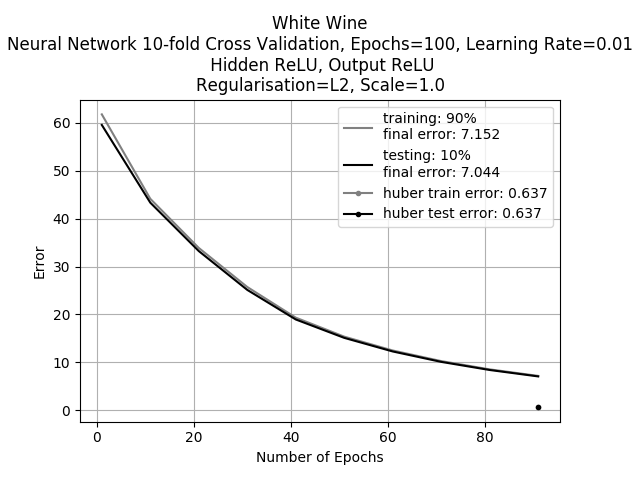 White Wine
Neural Network 10-fold Cross Validation, Epochs=100, Learning Rate=0.01
Hidden ReLU, Output ReLU
Regularisation=L2, Scale=1.0
training: 90%
final error: 7.152
testing: 10%
final error: 7.044
huber train error: 0.637
huber test error: 0.637
Error
60
50
40
30
20
10
0
0 20 40 60 80
Number of Epochs